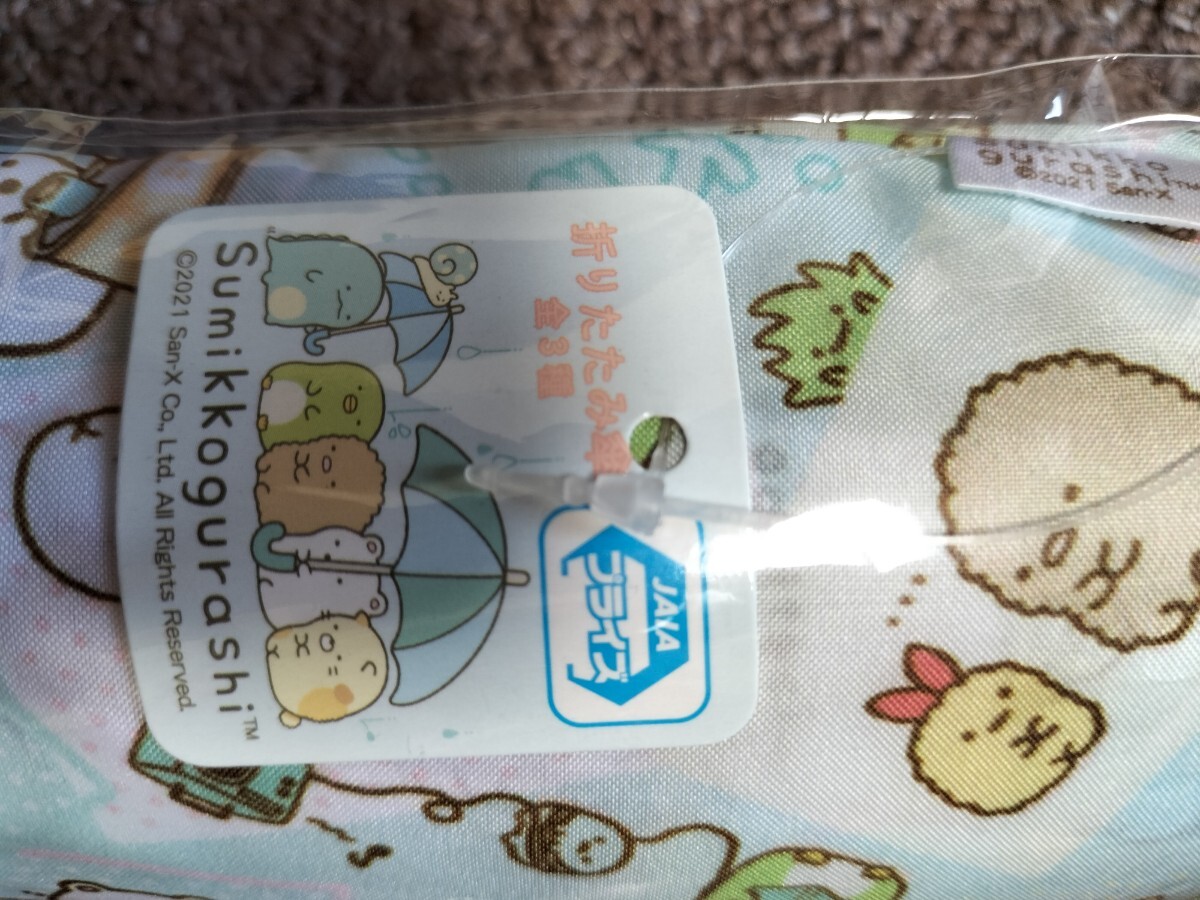 折りたたみ傘
全3種
JAIA
プライズ
Sumikkogurashi™
©2021 San-X Co., Ltd. All Rights Reserved.
sumikko
gurashi™
©2021 San-X